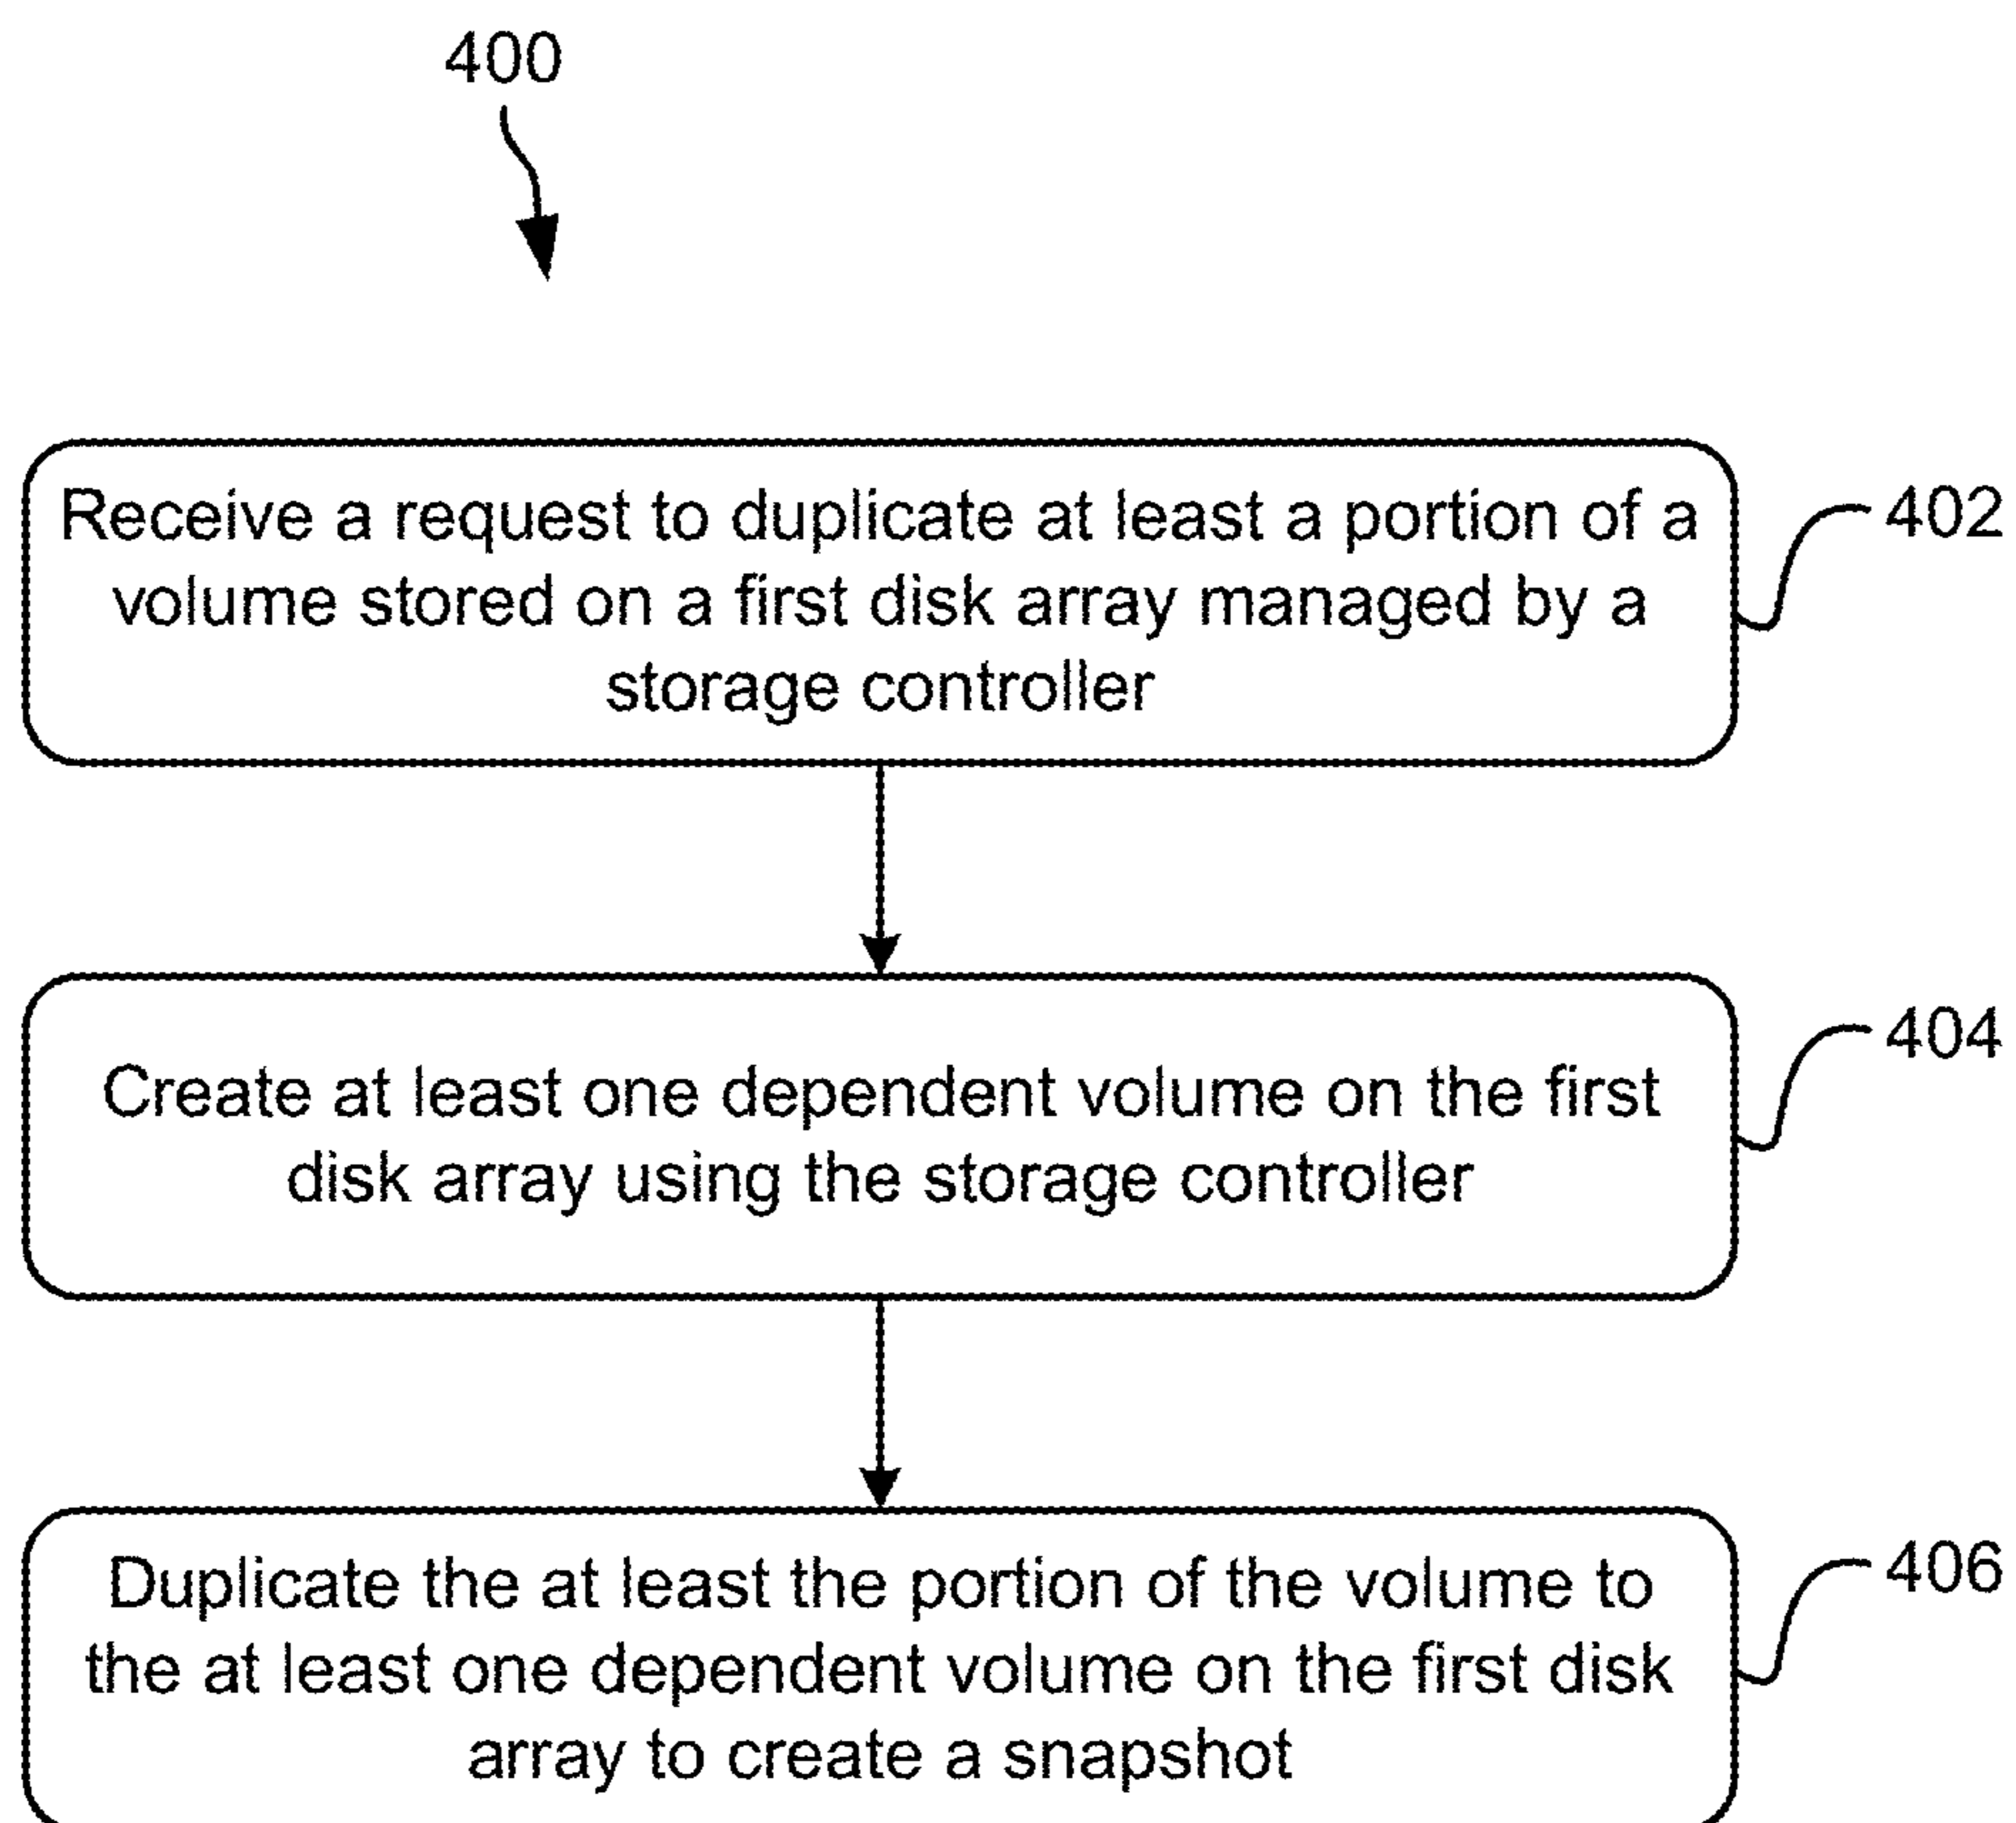 400
Receive a request to duplicate at least a portion of a
volume stored on a first disk array managed by a
storage controller
402
Create at least one dependent volume on the first
disk array using the storage controller
404
Duplicate the at least the portion of the volume to
the at least one dependent volume on the first disk
array to create a snapshot
406